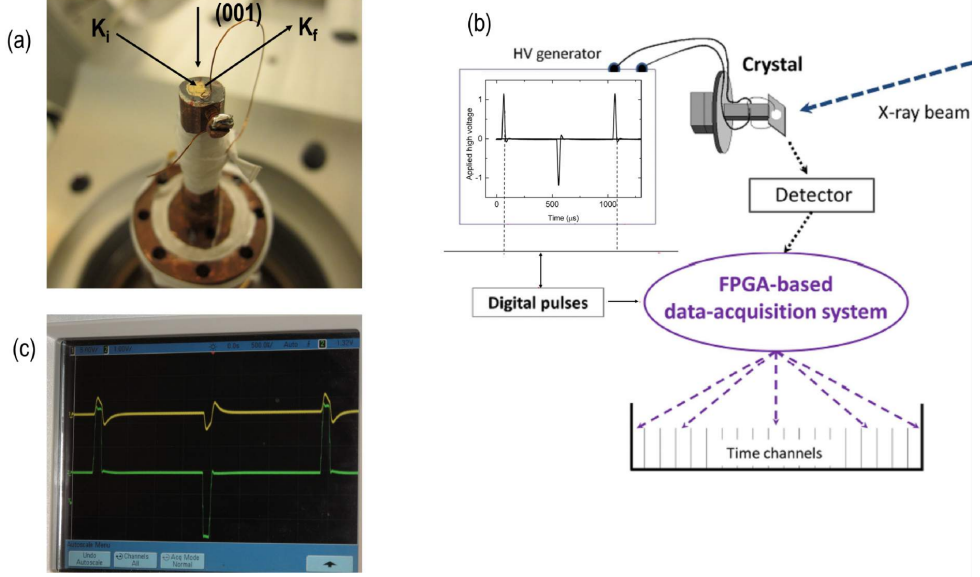 (a)
(001)
Ki
Kf
(b)
HV generator
Crystal
X-ray beam
Applied high voltage
1
0
-1
0
500
1000
Time (μs)
Detector
Digital pulses
FPGA-based
data-acquisition system
Time channels
(c)
Auto
Autoscale Menu
Undo
Autoscale
Channels
All
Acq Mode
Normal